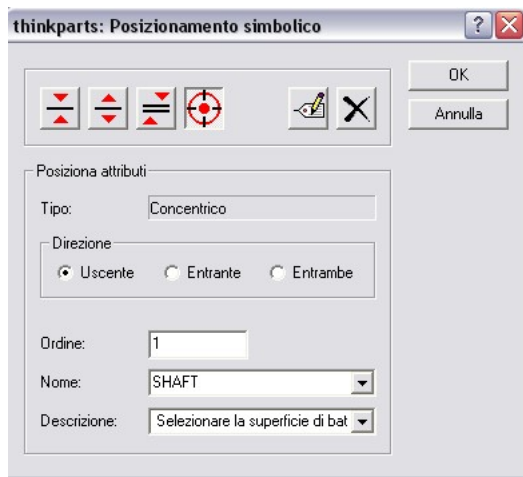 thinkparts: Posizionamento simbolico
?
OK
Annulla
Posiziona attributi
Tipo: Concentrico
Direzione
Uscente Entrante Entrambe
Ordine: 1
Nome: SHAFT
Descrizione: Selezionare la superficie di bat